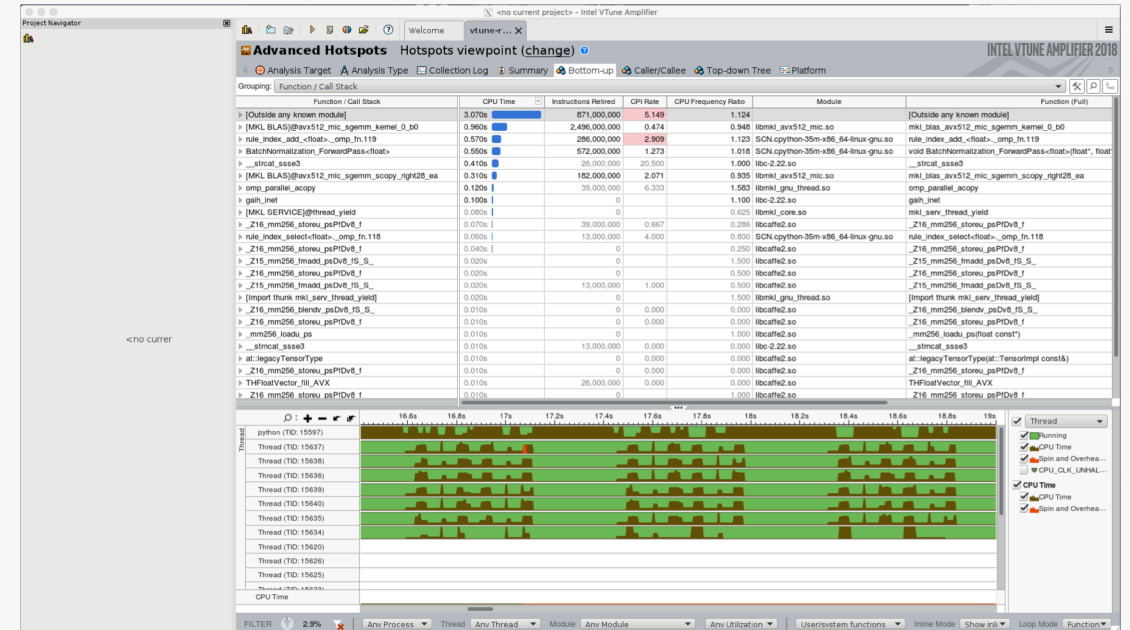 <no current project> - Intel VTune Amplifier
Project Navigator
Welcome
vtune-r...
Advanced Hotspots Hotspots viewpoint (change)
INTEL VTUNE AMPLIFIER 2018
Analysis Target Analysis Type Collection Log Summary Bottom-up Caller/Callee Top-down Tree Platform
Grouping: Function / Call Stack
Function / Call Stack CPU Time Instructions Retired CPI Rate CPU Frequency Ratio Module Function (Full)
[Outside any known module] 3.070s 871,000,000 5.149 1.124 [Outside any known module]
[MKL BLAS]@avx512_mic_sgemm_kernel_0_b0 0.960s 2,496,000,000 0.474 0.948 libmkl_avx512_mic.so mkl_blas_avx512_mic_sgemm_kernel_0_b0
rule_index_add_<float>._omp_fn.119 0.570s 286,000,000 2.909 1.123 SCN.cpython-35m-x86_64-linux-gnu.so rule_index_add_<float>._omp_fn.119
BatchNormalization_ForwardPass<float> 0.550s 572,000,000 1.273 1.018 SCN.cpython-35m-x86_64-linux-gnu.so void BatchNormalization_ForwardPass<float>(float*, float
__strcat_ssse3 0.410s 26,000,000 20.500 1.000 libc-2.22.so __strcat_ssse3
[MKL BLAS]@avx512_mic_sgemm_scopy_right28_ea 0.310s 182,000,000 2.071 0.935 libmkl_avx512_mic.so mkl_blas_avx512_mic_sgemm_scopy_right28_ea
omp_parallel_acopy 0.120s 39,000,000 6.333 1.583 libmkl_gnu_thread.so omp_parallel_acopy
gaih_inet 0.100s 0 1.100 libc-2.22.so gaih_inet
[MKL SERVICE]@thread_yield 0.080s 0 0.625 libmkl_core.so mkl_serv_thread_yield
_Z16_mm256_storeu_psPfDv8_f 0.070s 39,000,000 0.667 0.286 libcaffe2.so _Z16_mm256_storeu_psPfDv8_f
rule_index_select<float>._omp_fn.118 0.050s 13,000,000 4.000 0.800 SCN.cpython-35m-x86_64-linux-gnu.so rule_index_select<float>._omp_fn.118
_Z16_mm256_storeu_psPfDv8_f 0.040s 0 0.250 libcaffe2.so _Z16_mm256_storeu_psPfDv8_f
_Z15_mm256_fmadd_psDv8_fS_S_ 0.020s 0 1.500 libcaffe2.so _Z15_mm256_fmadd_psDv8_fS_S_
_Z16_mm256_storeu_psPfDv8_f 0.020s 0 0.500 libcaffe2.so _Z16_mm256_storeu_psPfDv8_f
_Z15_mm256_fmadd_psDv8_fS_S_ 0.020s 13,000,000 1.000 0.500 libcaffe2.so _Z15_mm256_fmadd_psDv8_fS_S_
[Import thunk mkl_serv_thread_yield] 0.020s 0 1.500 libmkl_gnu_thread.so [Import thunk mkl_serv_thread_yield]
_Z16_mm256_blendv_psDv8_fS_S_ 0.010s 0 0.000 0.000 libcaffe2.so _Z16_mm256_blendv_psDv8_fS_S_
_Z16_mm256_storeu_psPfDv8_f 0.010s 0 0.000 0.000 libcaffe2.so _Z16_mm256_storeu_psPfDv8_f
_mm256_loadu_ps 0.010s 0 1.000 libcaffe2.so _mm256_loadu_ps(float const*)
__strncat_ssse3 0.010s 13,000,000 0.000 0.000 libc-2.22.so __strncat_ssse3
at::legacyTensorType 0.010s 0 0.000 0.000 libcaffe2.so at::legacyTensorType(at::TensorImpl const&)
_Z16_mm256_storeu_psPfDv8_f 0.010s 0 0.000 0.000 libcaffe2.so _Z16_mm256_storeu_psPfDv8_f
THFloatVector_fill_AVX 0.010s 26,000,000 0.000 0.000 libcaffe2.so THFloatVector_fill_AVX
_Z16_mm256_storeu_psPfDv8_f 0.010s 0 1.000 libcaffe2.so _Z16_mm256_storeu_psPfDv8_f
<no currer
16.6s 16.8s 17s 17.2s 17.4s 17.6s 17.8s 18s 18.2s 18.4s 18.6s 18.8s 19s
Thread
python (TID: 15597)
Thread (TID: 15637)
Thread (TID: 15638)
Thread (TID: 15636)
Thread (TID: 15639)
Thread (TID: 15640)
Thread (TID: 15635)
Thread (TID: 15634)
Thread (TID: 15620)
Thread (TID: 15626)
Thread (TID: 15625)
CPU Time
Thread
Running
CPU Time
Spin and Overhea...
CPU_CLK_UNHAL...
CPU Time
CPU Time
Spin and Overhea...
FILTER 2.9% Any Process Thread Any Thread Module Any Module Any Utilization User/system functions Inline Mode Show inli Loop Mode Function